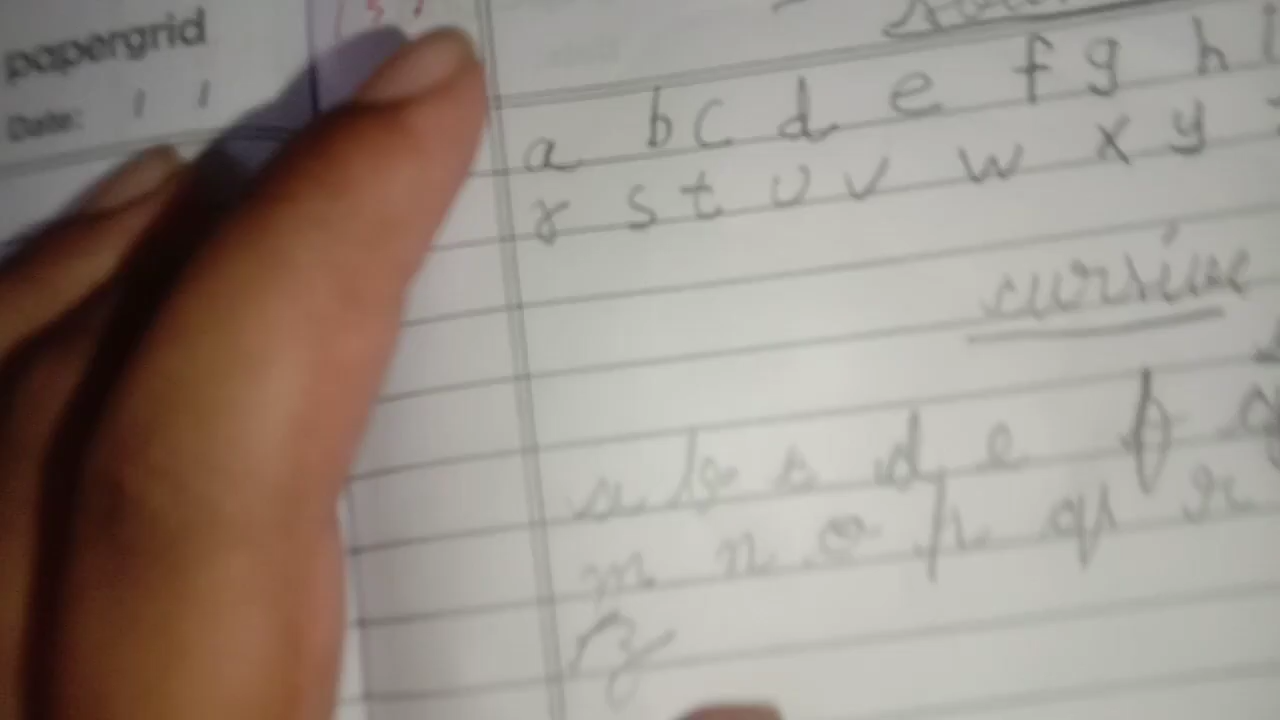 papergrid
Date: / /
a b c d e f g h i
r s t u v w x y
cursive
a b c d e f g
m n o p q r
z